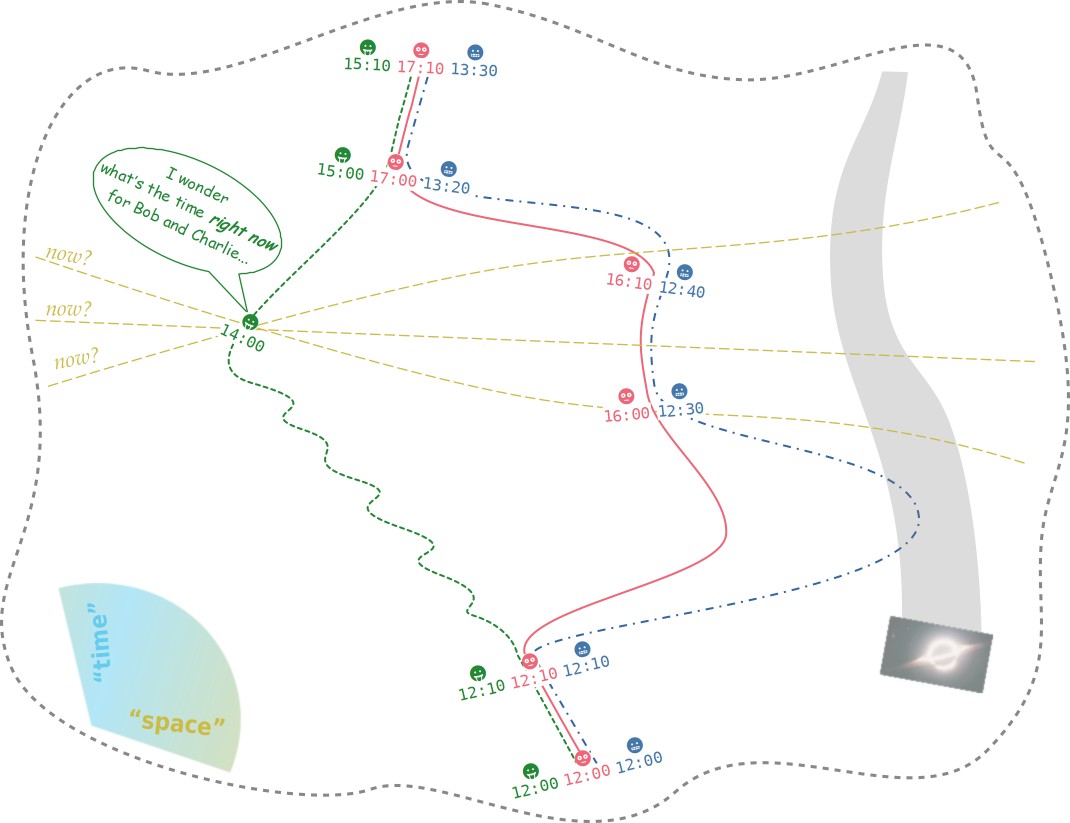 15:10 17:10 13:30
15:00 17:00 13:20
I wonder
what's the time right now
for Bob and Charlie...
now?
now?
now?
16:10 12:40
14:00
16:00 12:30
“time”
“space”
12:10 12:10 12:10
12:00 12:00 12:00